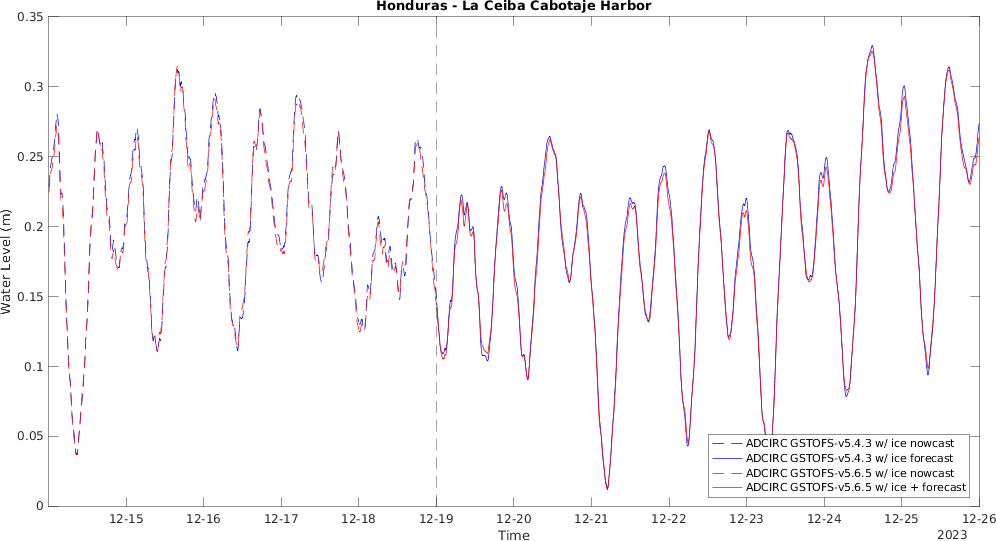 Honduras - La Ceiba Cabotaje Harbor
0.35
0.3
0.25
0.2
0.15
0.1
0.05
0
Water Level (m)
ADCIRC GSTOFS-v5.4.3 w/ ice nowcast
ADCIRC GSTOFS-v5.4.3 w/ ice forecast
ADCIRC GSTOFS-v5.6.5 w/ ice nowcast
ADCIRC GSTOFS-v5.6.5 w/ ice + forecast
12-15 12-16 12-17 12-18 12-19 12-20 12-21 12-22 12-23 12-24 12-25 12-26
Time
2023